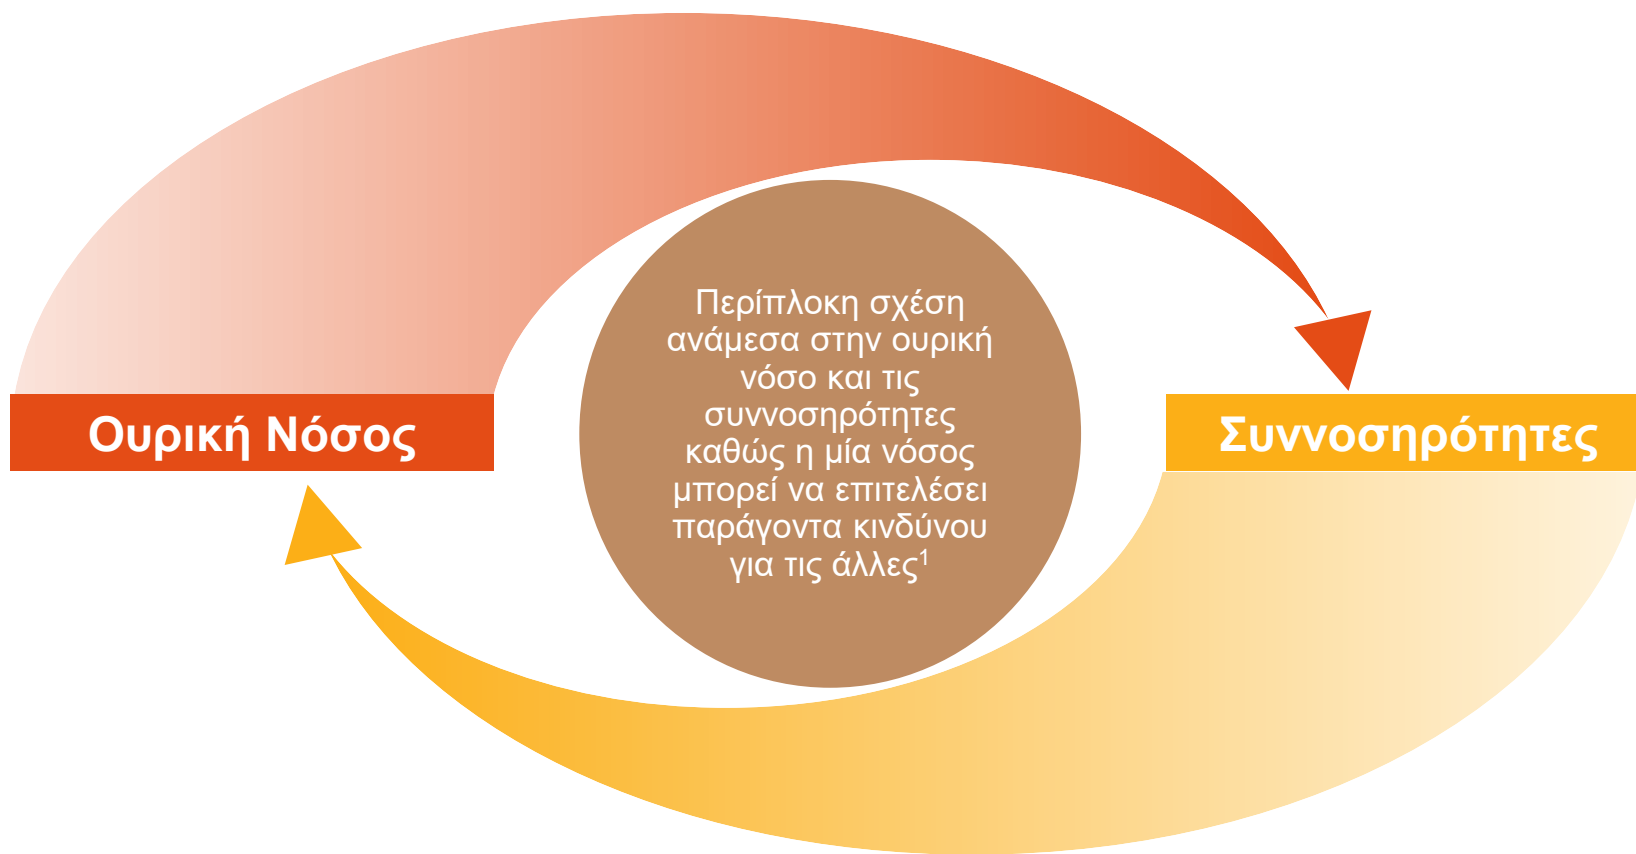 Περίπλοκη σχέση
ανάμεσα στην ουρική
νόσο και τις
συννοσηρότητες
καθώς η μία νόσος
μπορεί να επιτελέσει
παράγοντα κινδύνου
για τις άλλες¹
Ουρική Νόσος
Συννοσηρότητες